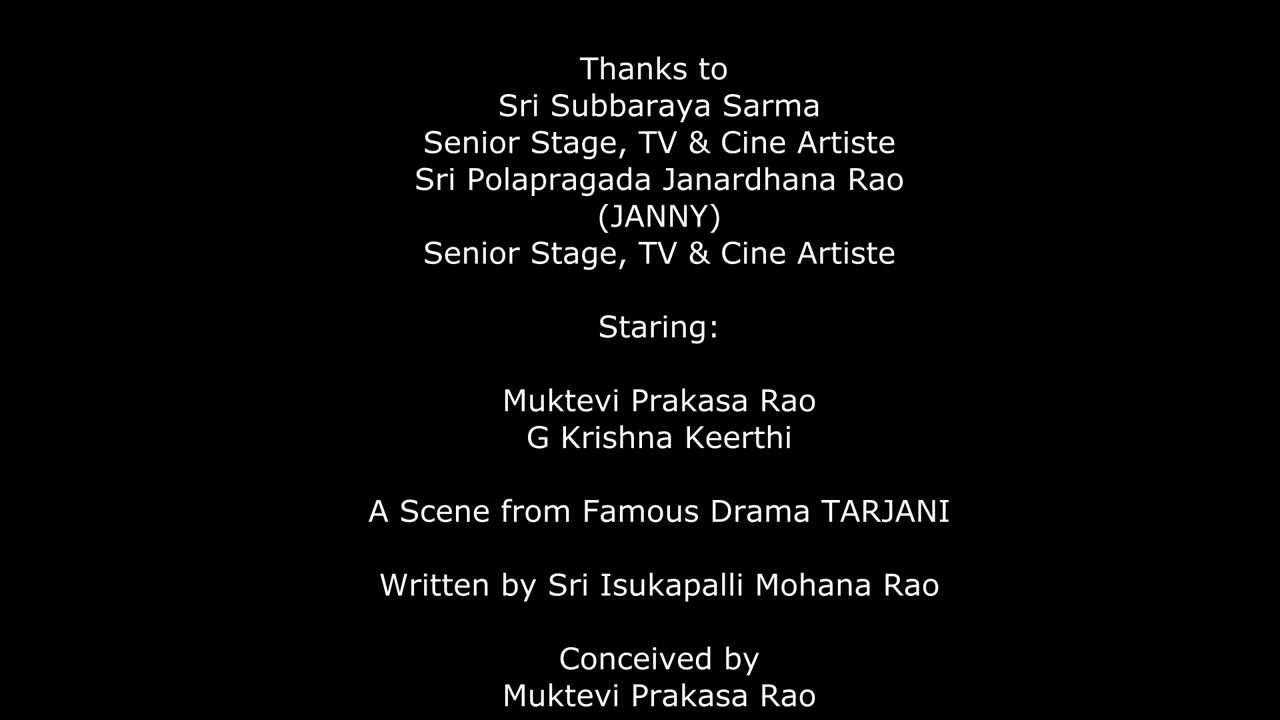 Thanks to
Sri Subbaraya Sarma
Senior Stage, TV & Cine Artiste
Sri Polapragada Janardhana Rao
(JANNY)
Senior Stage, TV & Cine Artiste
Staring:
Muktevi Prakasa Rao
G Krishna Keerthi
A Scene from Famous Drama TARJANI
Written by Sri Isukapalli Mohana Rao
Conceived by
Muktevi Prakasa Rao